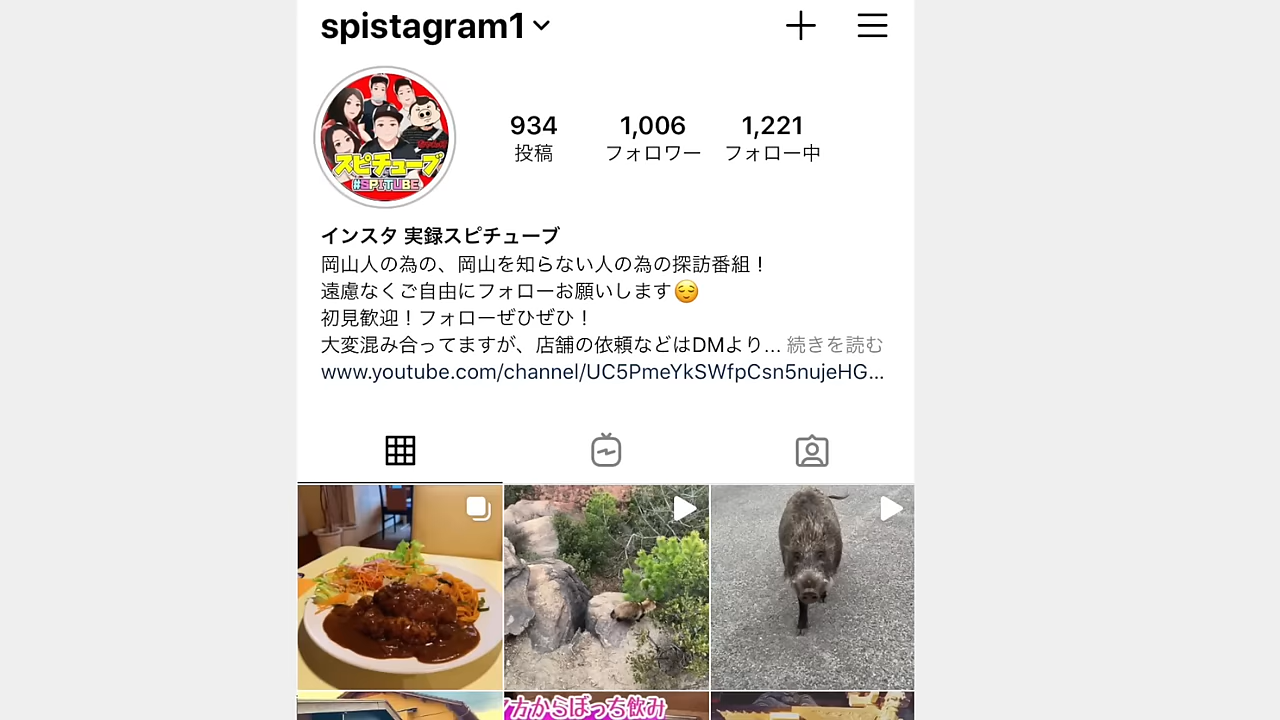 spistagram1
スピチューブ
#SPITUBE
934
投稿
1,006
フォロワー
1,221
フォロー中
インスタ 実録スピチューブ
岡山人の為の、岡山を知らない人の為の探訪番組！
遠慮なくご自由にフォローお願いします😌
初見歓迎！フォローぜひぜひ！
大変混み合ってますが、店舗の依頼などはDMより... 続きを読む
www.youtube.com/channel/UC5PmeYkSWfpCsn5nujeHG...
方からぼっち飲み